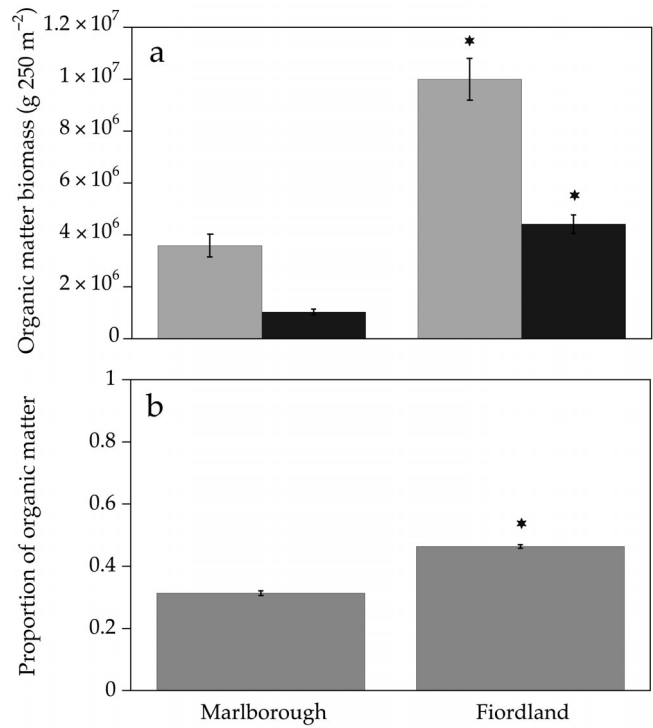 Organic matter biomass (g 250 m⁻²)
1.2 × 10⁷
1 × 10⁷
8 × 10⁶
6 × 10⁶
4 × 10⁶
2 × 10⁶
0
a
*
*
Proportion of organic matter
1
0.8
0.6
0.4
0.2
0
b
*
Marlborough Fiordland